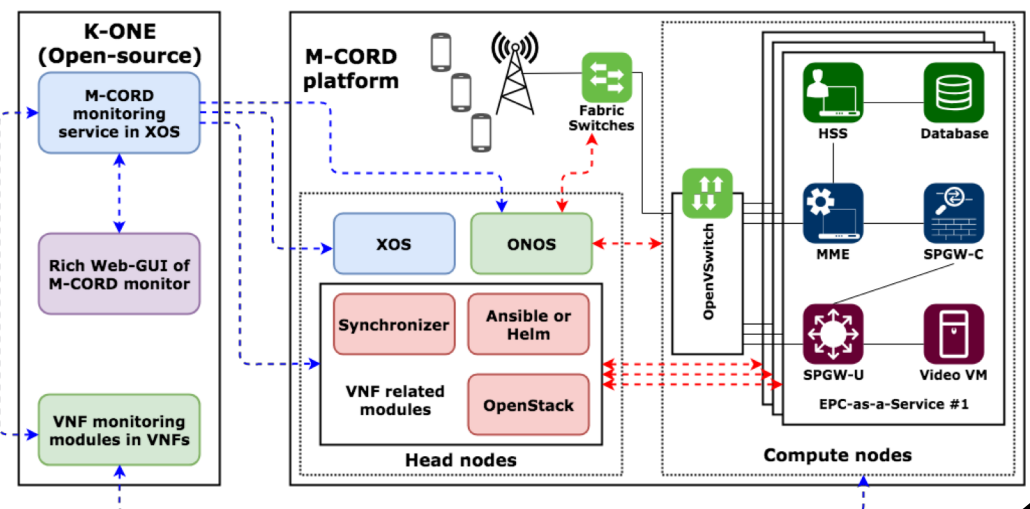 K-ONE
(Open-source)
M-CORD
monitoring
service in XOS
Rich Web-GUI of
M-CORD monitor
VNF monitoring
modules in VNFs
M-CORD
platform
Fabric
Switches
XOS
ONOS
Synchronizer
Ansible or
Helm
VNF related
modules
OpenStack
Head nodes
OpenVSwitch
HSS
Database
MME
SPGW-C
SPGW-U
Video VM
EPC-as-a-Service #1
Compute nodes